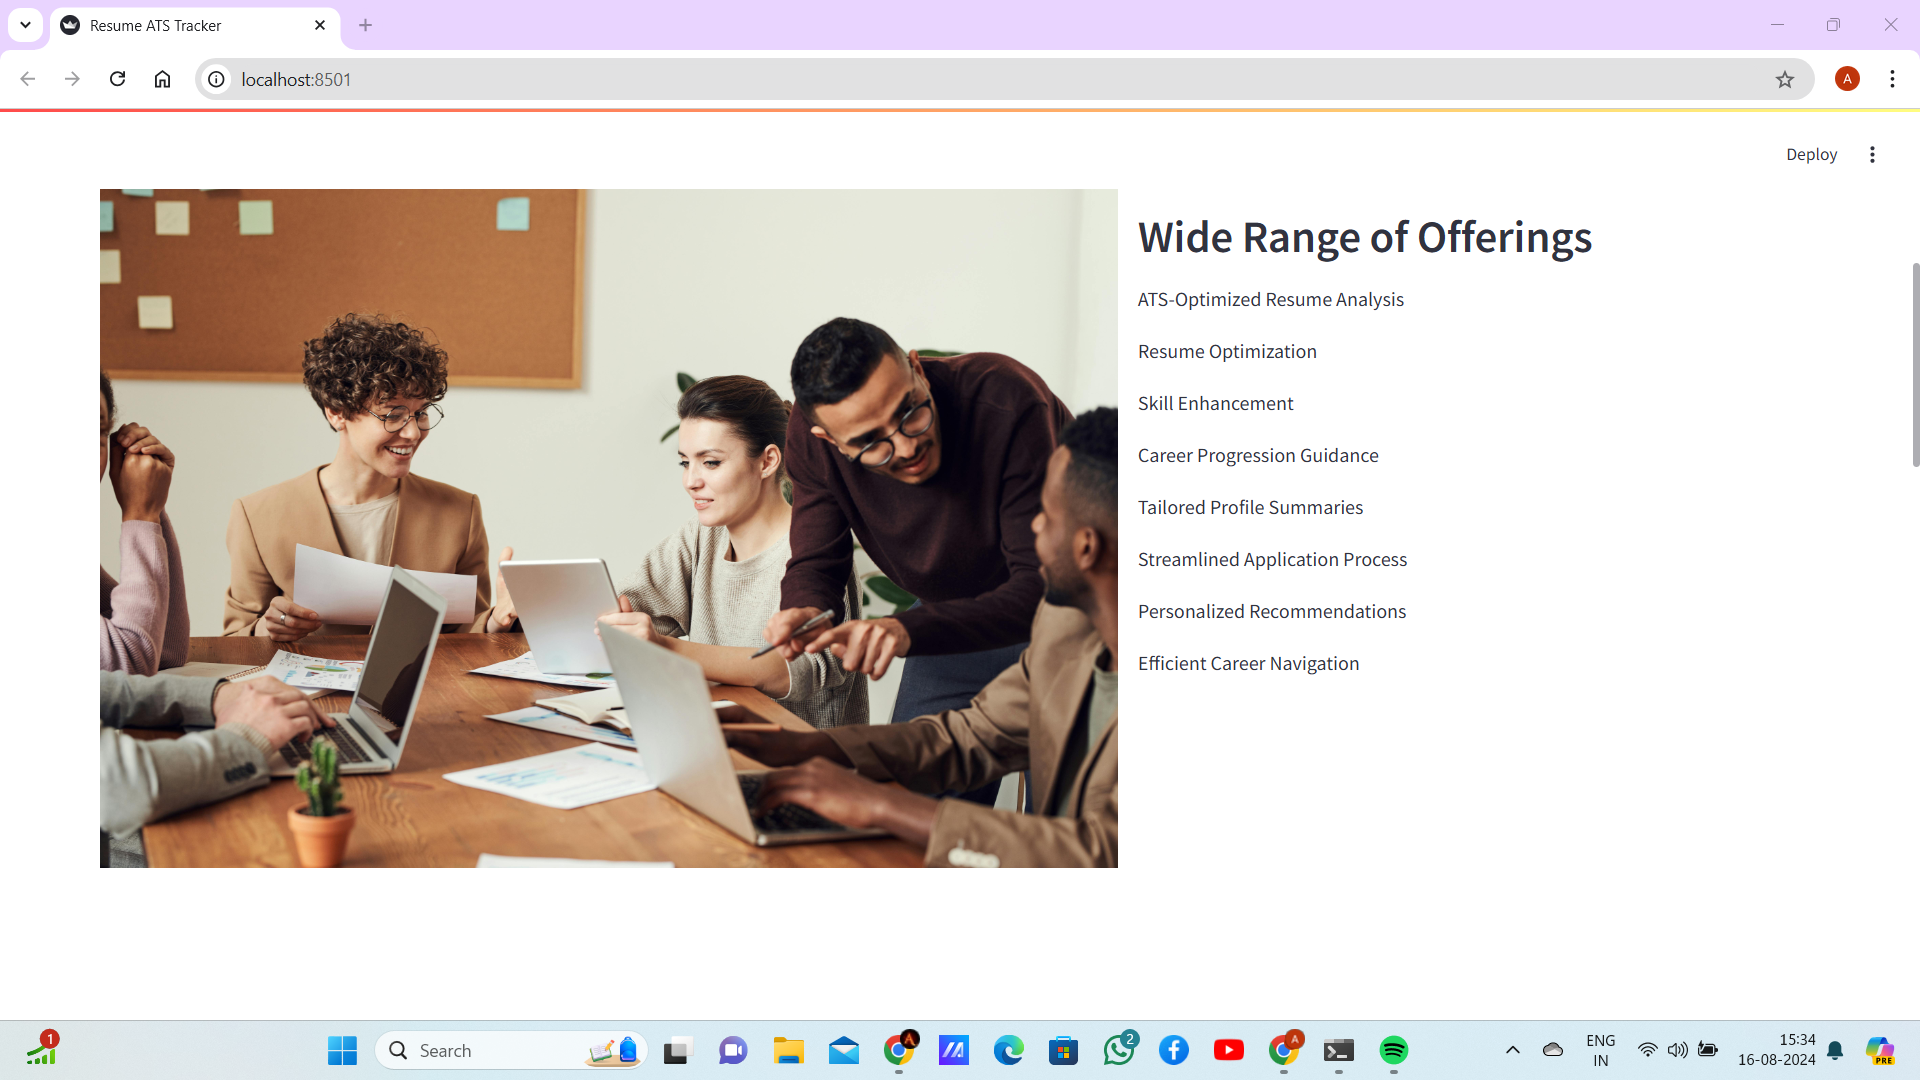 Resume ATS Tracker
localhost:8501
A
Deploy
Wide Range of Offerings
ATS-Optimized Resume Analysis
Resume Optimization
Skill Enhancement
Career Progression Guidance
Tailored Profile Summaries
Streamlined Application Process
Personalized Recommendations
Efficient Career Navigation
1
Search
A
2
A
ENG
IN
15:34
16-08-2024
PRE